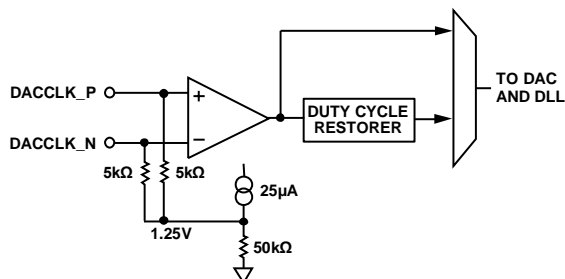 DACCLK_P
+
DACCLK_N
−
DUTY CYCLE
RESTORER
TO DAC
AND DLL
5kΩ
5kΩ
25µA
1.25V
50kΩ